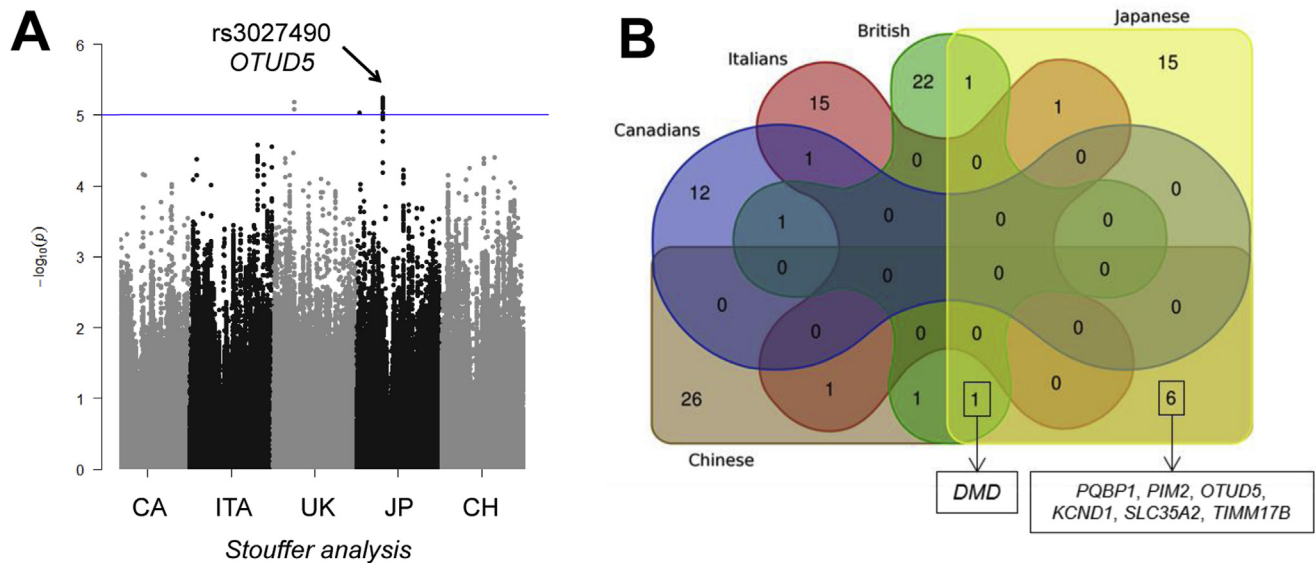 A
rs3027490
OTUD5
6
5
4
3
2
1
0
−log10(p)
CA ITA UK JP CH
Stouffer analysis
B
Japanese
British
Italians
Canadians
15
22 1
15 1
1 0 0 0
12 0
1 0 0 0
0 0 0 0
0 0
0 0 0 0
26 1 1 1 0 6
Chinese
DMD
PQBP1, PIM2, OTUD5,
KCND1, SLC35A2, TIMM17B